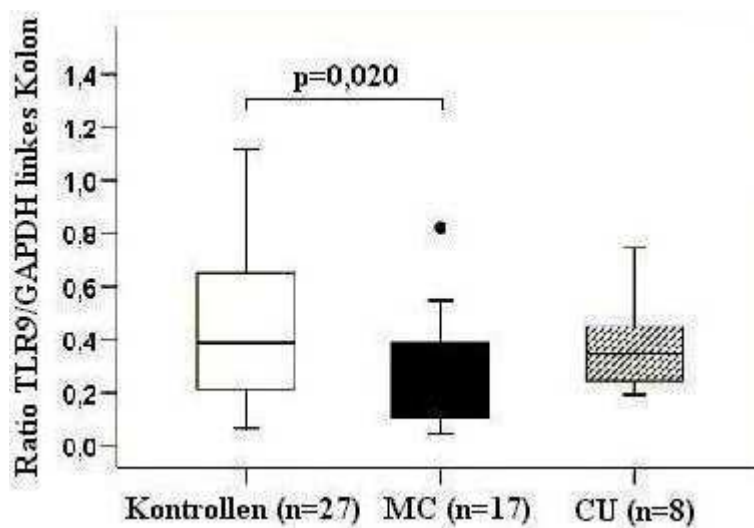 Ratio TLR9/GAPDH linkes Kolon
1,4
1,2
1,0
0,8
0,6
0,4
0,2
0,0
p=0,020
Kontrollen (n=27) MC (n=17) CU (n=8)